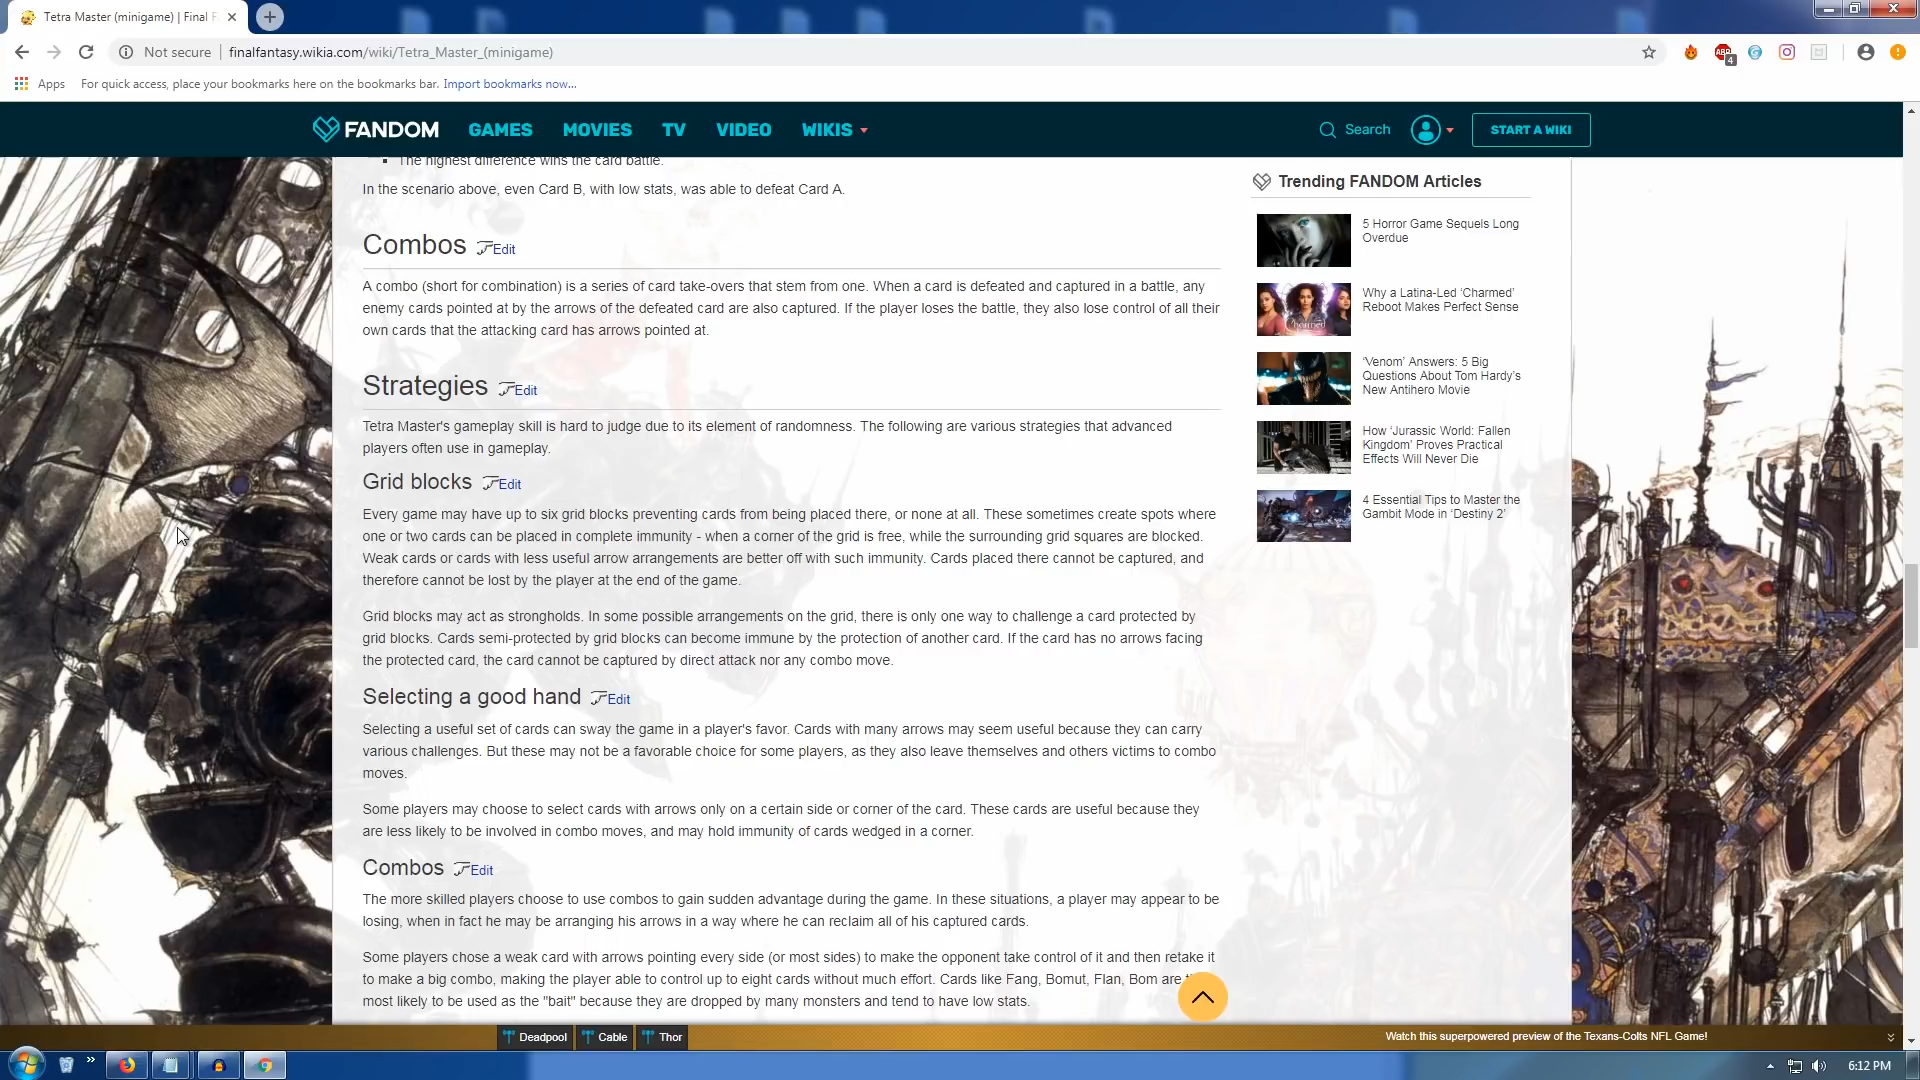 Tetra Master (minigame) | Final F
Not secure
finalfantasy.wikia.com/wiki/Tetra_Master_(minigame)
ABP
4
Apps
For quick access, place your bookmarks here on the bookmarks bar. Import bookmarks now...
FANDOM
GAMES
MOVIES
TV
VIDEO
WIKIS
Search
START A WIKI
The highest difference wins the card battle.
In the scenario above, even Card B, with low stats, was able to defeat Card A.
Combos Edit
A combo (short for combination) is a series of card take-overs that stem from one. When a card is defeated and captured in a battle, any
enemy cards pointed at by the arrows of the defeated card are also captured. If the player loses the battle, they also lose control of all their
own cards that the attacking card has arrows pointed at.
Strategies Edit
Tetra Master's gameplay skill is hard to judge due to its element of randomness. The following are various strategies that advanced
players often use in gameplay.
Grid blocks Edit
Every game may have up to six grid blocks preventing cards from being placed there, or none at all. These sometimes create spots where
one or two cards can be placed in complete immunity - when a corner of the grid is free, while the surrounding grid squares are blocked.
Weak cards or cards with less useful arrow arrangements are better off with such immunity. Cards placed there cannot be captured, and
therefore cannot be lost by the player at the end of the game.
Grid blocks may act as strongholds. In some possible arrangements on the grid, there is only one way to challenge a card protected by
grid blocks. Cards semi-protected by grid blocks can become immune by the protection of another card. If the card has no arrows facing
the protected card, the card cannot be captured by direct attack nor any combo move.
Selecting a good hand Edit
Selecting a useful set of cards can sway the game in a player's favor. Cards with many arrows may seem useful because they can carry
various challenges. But these may not be a favorable choice for some players, as they also leave themselves and others victims to combo
moves.
Some players may choose to select cards with arrows only on a certain side or corner of the card. These cards are useful because they
are less likely to be involved in combo moves, and may hold immunity of cards wedged in a corner.
Combos Edit
The more skilled players choose to use combos to gain sudden advantage during the game. In these situations, a player may appear to be
losing, when in fact he may be arranging his arrows in a way where he can reclaim all of his captured cards.
Some players chose a weak card with arrows pointing every side (or most sides) to make the opponent take control of it and then retake it
to make a big combo, making the player able to control up to eight cards without much effort. Cards like Fang, Bomut, Flan, Bom are
most likely to be used as the "bait" because they are dropped by many monsters and tend to have low stats.
Trending FANDOM Articles
5 Horror Game Sequels Long
Overdue
Why a Latina-Led ‘Charmed’
Reboot Makes Perfect Sense
Charmed
‘Venom’ Answers: 5 Big
Questions About Tom Hardy’s
New Antihero Movie
How ‘Jurassic World: Fallen
Kingdom’ Proves Practical
Effects Will Never Die
4 Essential Tips to Master the
Gambit Mode in ‘Destiny 2’
Deadpool
Cable
Thor
Watch this superpowered preview of the Texans-Colts NFL Game!
6:12 PM